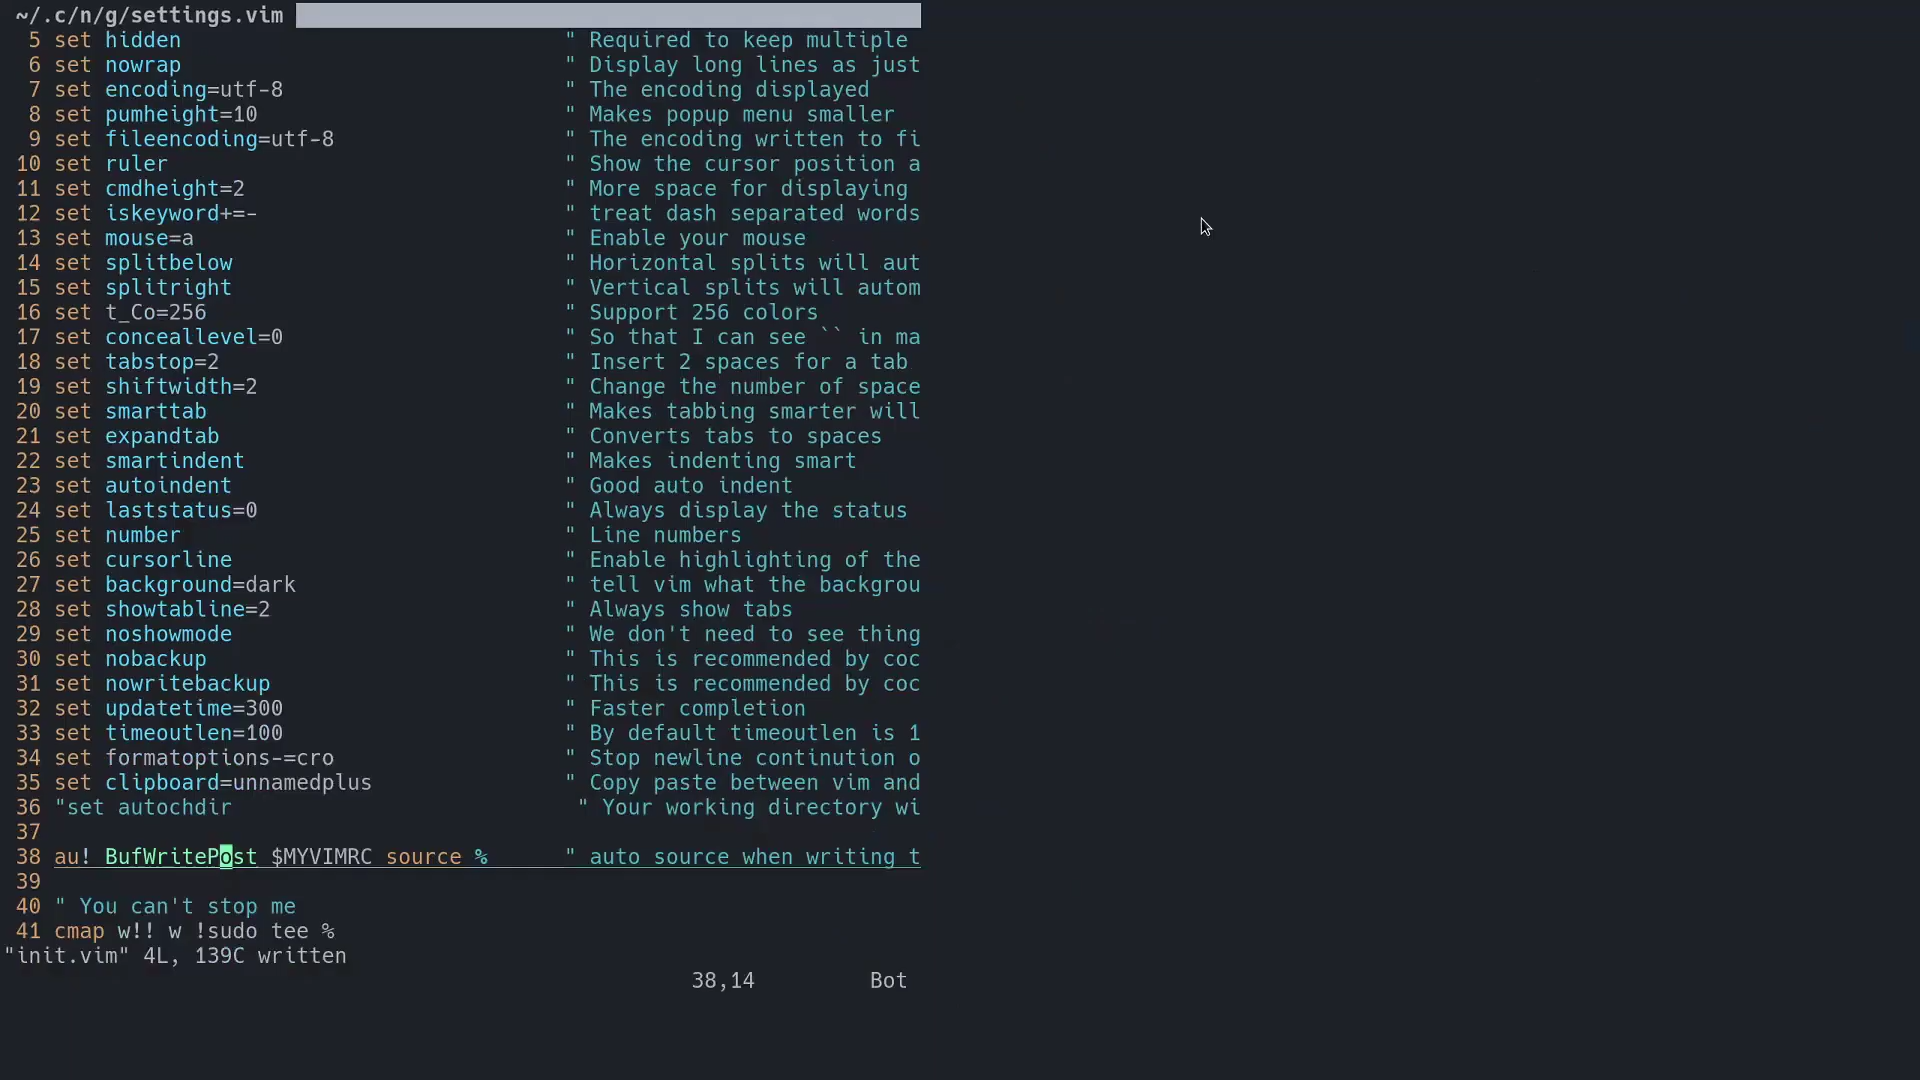 ~/.c/n/g/settings.vim
5 set hidden " Required to keep multiple
6 set nowrap " Display long lines as just
7 set encoding=utf-8 " The encoding displayed
8 set pumheight=10 " Makes popup menu smaller
9 set fileencoding=utf-8 " The encoding written to fi
10 set ruler " Show the cursor position a
11 set cmdheight=2 " More space for displaying
12 set iskeyword+=- " treat dash separated words
13 set mouse=a " Enable your mouse
14 set splitbelow " Horizontal splits will aut
15 set splitright " Vertical splits will autom
16 set t_Co=256 " Support 256 colors
17 set conceallevel=0 " So that I can see `` in ma
18 set tabstop=2 " Insert 2 spaces for a tab
19 set shiftwidth=2 " Change the number of space
20 set smarttab " Makes tabbing smarter will
21 set expandtab " Converts tabs to spaces
22 set smartindent " Makes indenting smart
23 set autoindent " Good auto indent
24 set laststatus=0 " Always display the status
25 set number " Line numbers
26 set cursorline " Enable highlighting of the
27 set background=dark " tell vim what the backgrou
28 set showtabline=2 " Always show tabs
29 set noshowmode " We don't need to see thing
30 set nobackup " This is recommended by coc
31 set nowritebackup " This is recommended by coc
32 set updatetime=300 " Faster completion
33 set timeoutlen=100 " By default timeoutlen is 1
34 set formatoptions-=cro " Stop newline continution o
35 set clipboard=unnamedplus " Copy paste between vim and
36 "set autochdir " Your working directory wi
37
38 au! BufWritePost $MYVIMRC source % " auto source when writing t
39
40 " You can't stop me
41 cmap w!! w !sudo tee %
"init.vim" 4L, 139C written
38,14 Bot